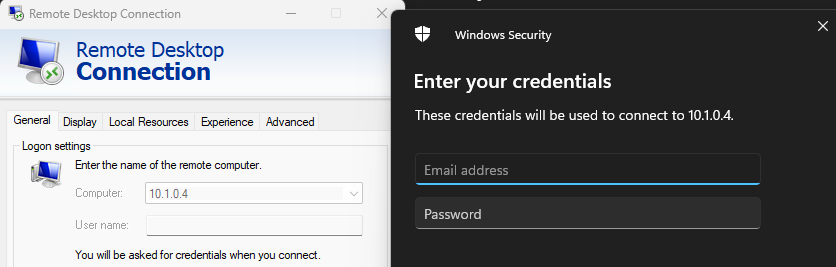 Remote Desktop Connection
Remote Desktop
Connection
General Display Local Resources Experience Advanced
Logon settings
Enter the name of the remote computer.
Computer: 10.1.0.4
User name:
You will be asked for credentials when you connect.
Windows Security
Enter your credentials
These credentials will be used to connect to 10.1.0.4.
Email address
Password